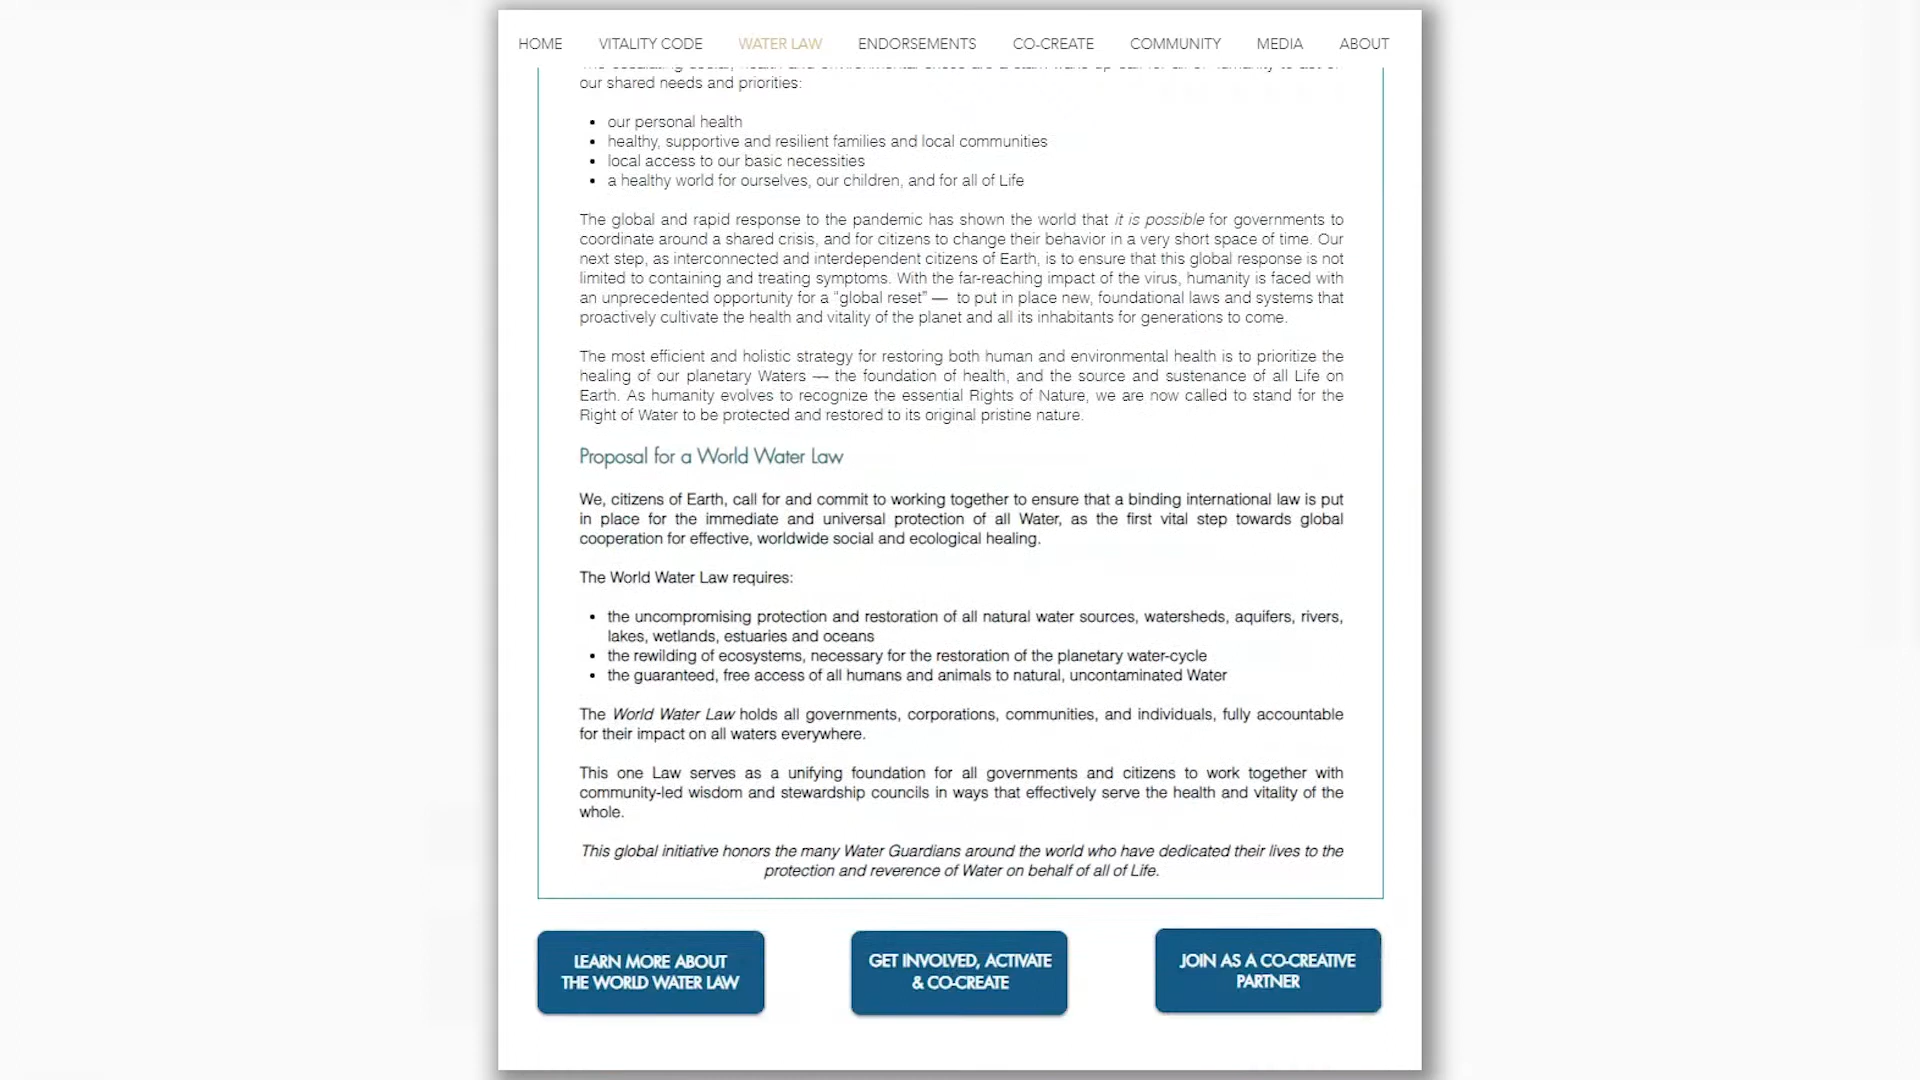 HOME VITALITY CODE WATER LAW ENDORSEMENTS CO-CREATE COMMUNITY MEDIA ABOUT
our shared needs and priorities:
• our personal health
• healthy, supportive and resilient families and local communities
• local access to our basic necessities
• a healthy world for ourselves, our children, and for all of Life
The global and rapid response to the pandemic has shown the world that it is possible for governments to
coordinate around a shared crisis, and for citizens to change their behavior in a very short space of time. Our
next step, as interconnected and interdependent citizens of Earth, is to ensure that this global response is not
limited to containing and treating symptoms. With the far-reaching impact of the virus, humanity is faced with
an unprecedented opportunity for a "global reset" — to put in place new, foundational laws and systems that
proactively cultivate the health and vitality of the planet and all its inhabitants for generations to come.
The most efficient and holistic strategy for restoring both human and environmental health is to prioritize the
healing of our planetary Waters — the foundation of health, and the source and sustenance of all Life on
Earth. As humanity evolves to recognize the essential Rights of Nature, we are now called to stand for the
Right of Water to be protected and restored to its original pristine nature.
Proposal for a World Water Law
We, citizens of Earth, call for and commit to working together to ensure that a binding international law is put
in place for the immediate and universal protection of all Water, as the first vital step towards global
cooperation for effective, worldwide social and ecological healing.
The World Water Law requires:
• the uncompromising protection and restoration of all natural water sources, watersheds, aquifers, rivers,
lakes, wetlands, estuaries and oceans
• the rewilding of ecosystems, necessary for the restoration of the planetary water-cycle
• the guaranteed, free access of all humans and animals to natural, uncontaminated Water
The World Water Law holds all governments, corporations, communities, and individuals, fully accountable
for their impact on all waters everywhere.
This one Law serves as a unifying foundation for all governments and citizens to work together with
community-led wisdom and stewardship councils in ways that effectively serve the health and vitality of the
whole.
This global initiative honors the many Water Guardians around the world who have dedicated their lives to the
protection and reverence of Water on behalf of all of Life.
LEARN MORE ABOUT
THE WORLD WATER LAW
GET INVOLVED, ACTIVATE
& CO-CREATE
JOIN AS A CO-CREATIVE
PARTNER